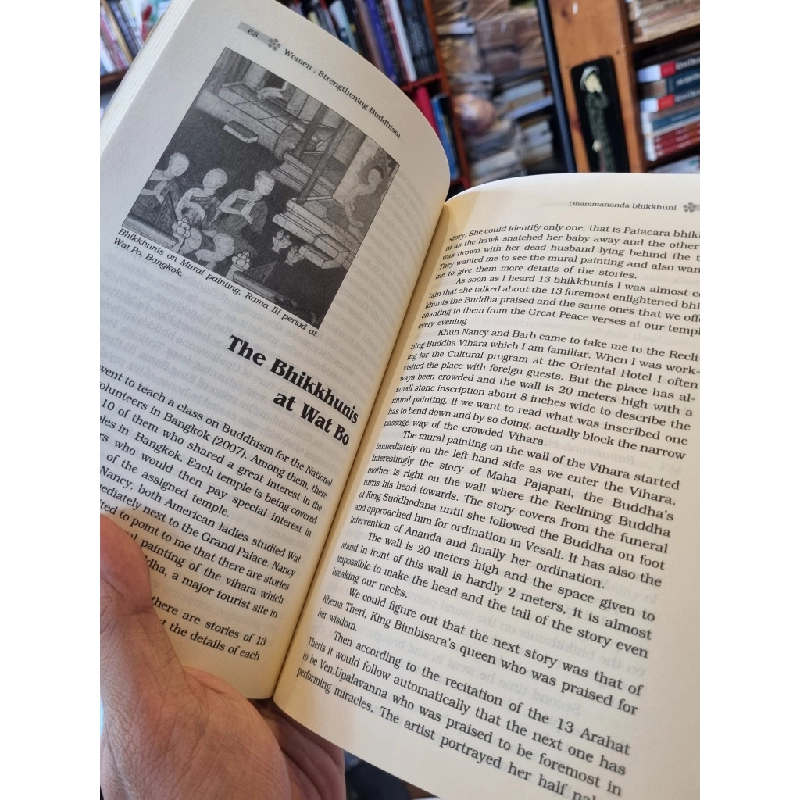 68 Women : Strengthening Buddhism
Bhikkhunis on Mural painting, Rama III period at
Wat Po, Bangkok.
The Bhikkhunis
at Wat Bo
went to teach a class on Buddhism for the National
volunteers in Bangkok (2007). Among them, there
10 of them who shared a great interest in the
les in Bangkok. Each temple is being covered
rs who would then pay special interest in
of the assigned temple.
Nancy, both American ladies studied Wat
mediately next to the Grand Palace. Nancy
ted to point to me that there are stories
al painting of the vihara which
uddha, a major tourist site in
there are stories of 13
t the details of each
Dhammananda bhikkhuni
story. She could identify only one, that is Patacara bhik
as the hawk snatched her baby away and the other
was drown with her dead husband lying behind the t
They wanted me to see the mural painting and also wan
me to give them more details of the stories.
As soon as I heard 13 bhikkhunis I was almost c
tain that she talked about the 13 foremost enlightened bhi
khunis the Buddha praised and the same ones that we off
chanting to them from the Great Peace verses at our templ
every evening.
Khun Nancy and Barb came to take me to the Recli
ning Buddha Vihara which I am familiar. When I was work-
ing for the Cultural program at the Oriental Hotel I often
visited the place with foreign guests. But the place has al-
ways been crowded and the wall is 20 meters high with a
small stone inscription about 8 inches wide to describe the
mural painting. If we want to read what was inscribed one
has to bend down and by so doing, actually block the narrow
passage way of the crowded Vihara.
The mural painting on the wall of the Vihara started
immediately on the left hand side as we enter the Vihara.
Interestingly the story of Maha Pajapati, the Buddha's
mother is right on the wall where the Reclining Buddha
turns his head towards. The story covers from the funeral
of King Suddhodana until she followed the Buddha on foot
and approached him for ordination in Vesali. It has also the
intervention of Ananda and finally her ordination.
The wall is 20 meters high and the space given to
stand in front of this wall is hardly 2 meters, it is almost
impossible to make the head and the tail of the story even
breaking our necks.
We could figure out that the next story was that of
Khema Theri, King Bimbisara's queen who was praised for
her wisdom.
Then according to the recitation of the 13 Arahat
Theris it would follow automatically that the next one has
to be Ven.Upalavanna who was praised to be foremost in
performing miracles. The artist portrayed her half